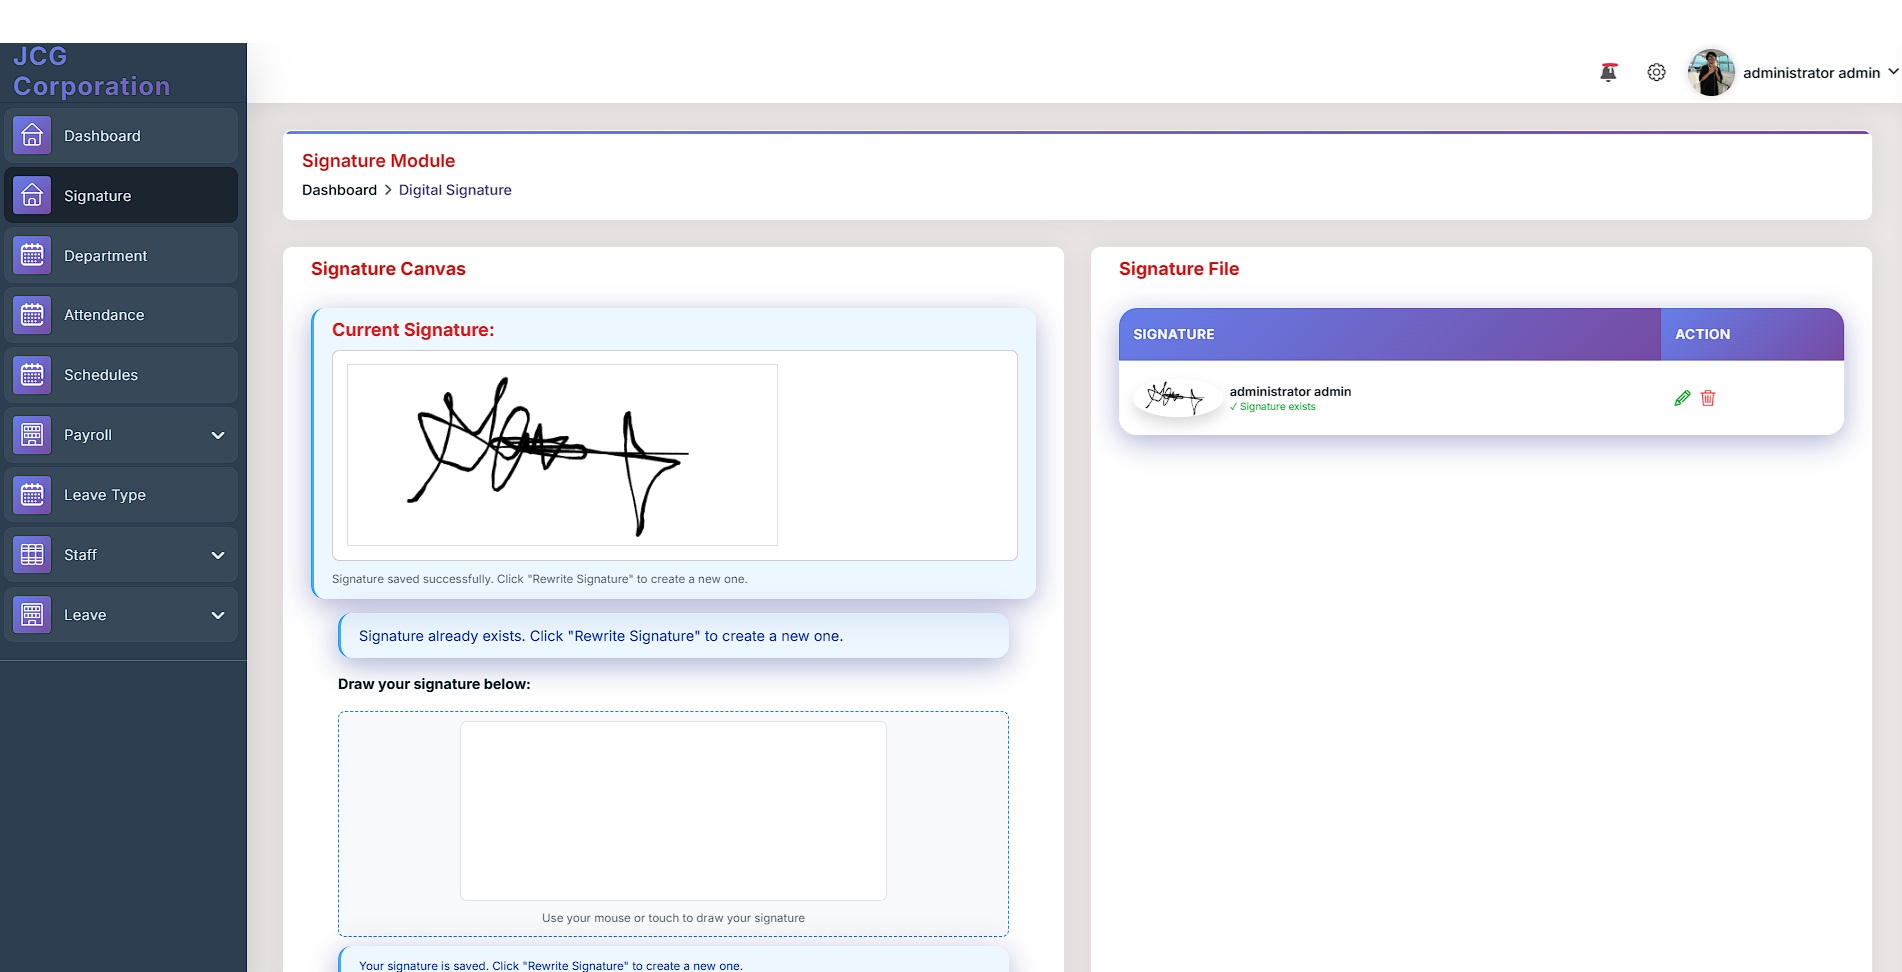 JCG
Corporation
administrator admin
Dashboard
Signature
Department
Attendance
Schedules
Payroll
Leave Type
Staff
Leave
Signature Module
Dashboard > Digital Signature
Signature Canvas
Current Signature:
Signature saved successfully. Click "Rewrite Signature" to create a new one.
Signature already exists. Click "Rewrite Signature" to create a new one.
Draw your signature below:
Use your mouse or touch to draw your signature
Your signature is saved. Click "Rewrite Signature" to create a new one.
Signature File
SIGNATURE ACTION
administrator admin
✓ Signature exists